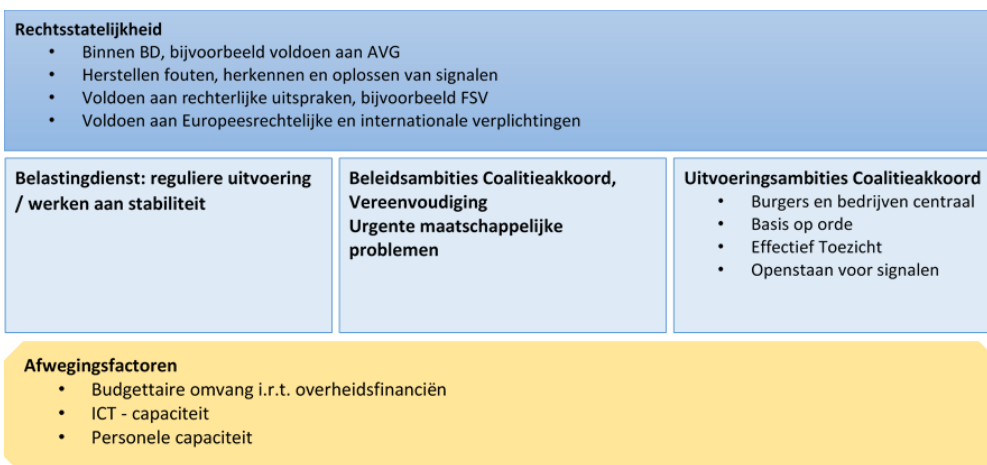 Rechtsstatelijkheid
• Binnen BD, bijvoorbeeld voldoen aan AVG
• Herstellen fouten, herkennen en oplossen van signalen
• Voldoen aan rechterlijke uitspraken, bijvoorbeeld FSV
• Voldoen aan Europeesrechtelijke en internationale verplichtingen
Belastingdienst: reguliere uitvoering
/ werken aan stabiliteit
Beleidsambities Coalitieakkoord,
Vereenvoudiging
Urgente maatschappelijke
problemen
Uitvoeringsambities Coalitieakkoord
• Burgers en bedrijven centraal
• Basis op orde
• Effectief Toezicht
• Openstaan voor signalen
Afwegingsfactoren
• Budgettaire omvang i.r.t. overheidsfinanciën
• ICT - capaciteit
• Personele capaciteit